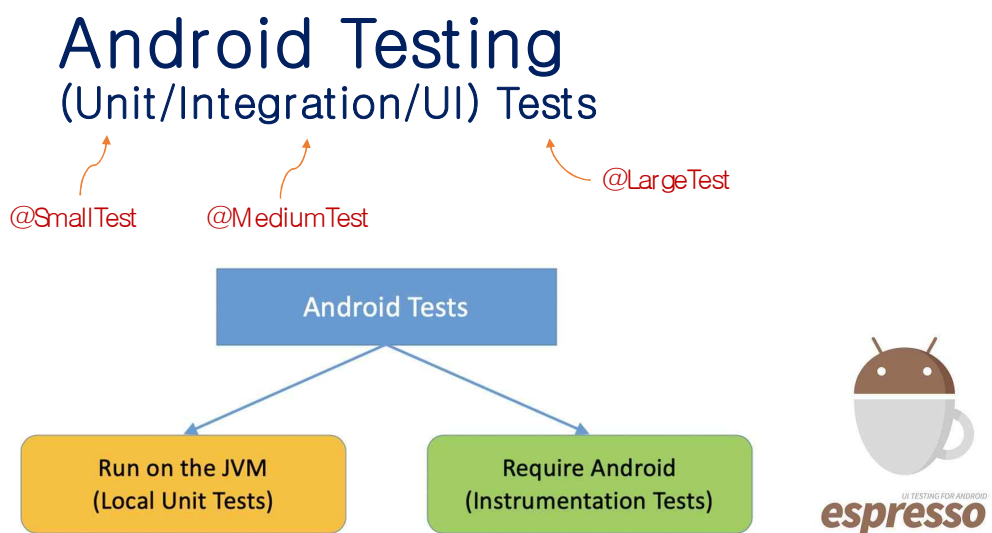 Android Testing
(Unit/Integration/UI) Tests
@LargeTest
@SmallTest
@MediumTest
Android Tests
Run on the JVM
(Local Unit Tests)
Require Android
(Instrumentation Tests)
UI TESTING FOR ANDROID
espresso